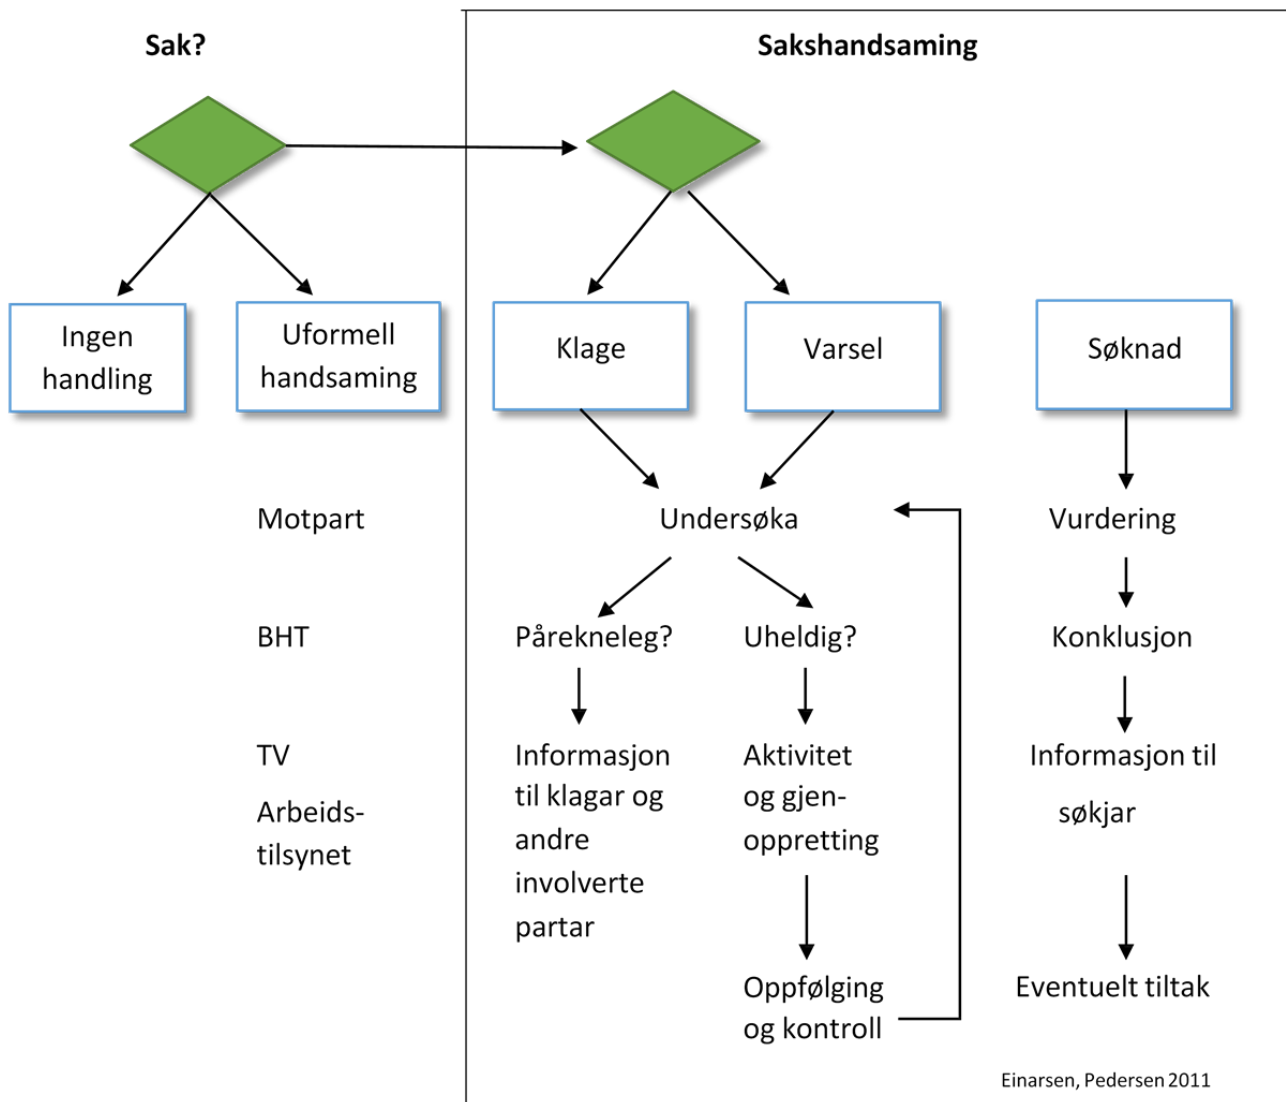 Sak?
Sakshandsaming
Ingen
handling
Uformell
handsaming
Klage
Varsel
Søknad
Motpart
Undersøka
Vurdering
BHT
Pårekneleg?
Uheldig?
Konklusjon
TV
Arbeids-
tilsynet
Informasjon
til klagar og
andre
involverte
partar
Aktivitet
og gjen-
oppretting
Informasjon til
søkjar
Oppfølging
og kontroll
Eventuelt tiltak
Einarsen, Pedersen 2011